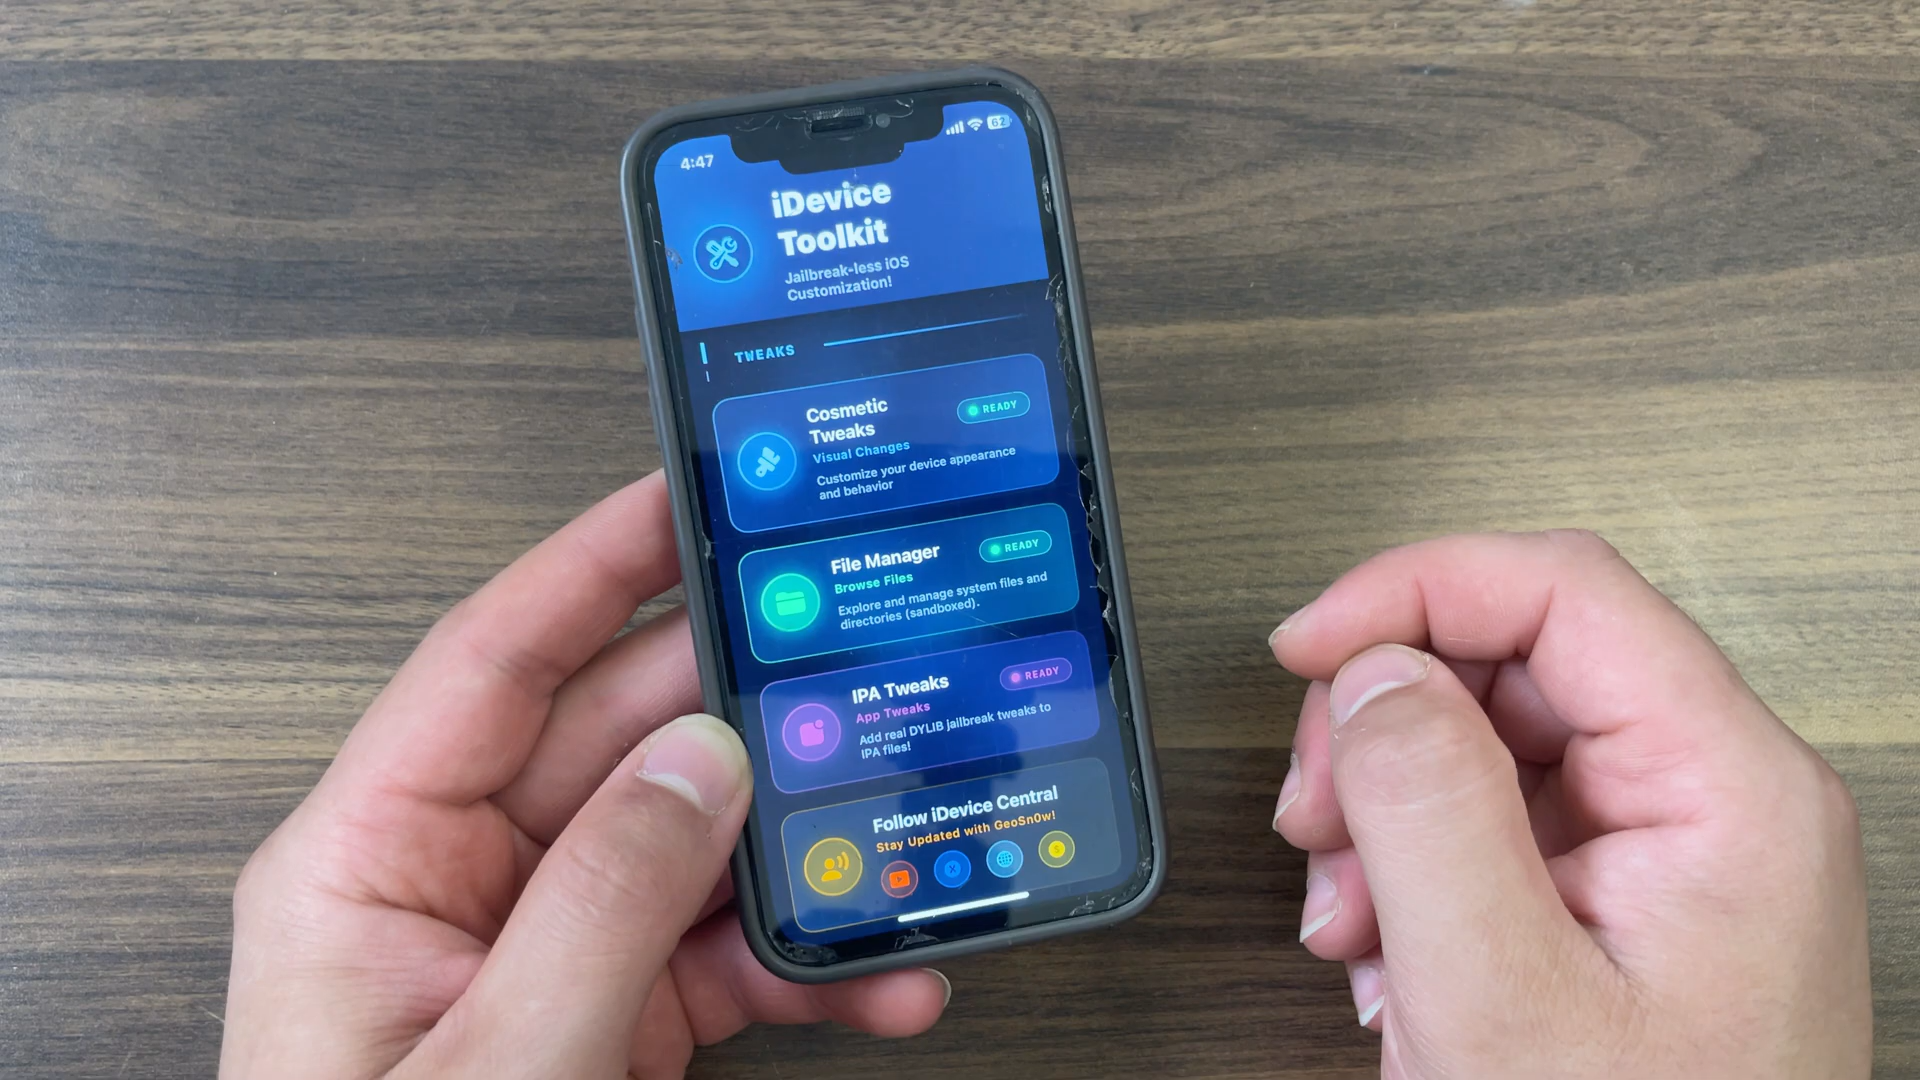 4:47
62
iDevice
Toolkit
Jailbreak-less iOS
Customization!
TWEAKS
Cosmetic
Tweaks
READY
Visual Changes
Customize your device appearance
and behavior
File Manager
READY
Browse Files
Explore and manage system files and
directories (sandboxed).
IPA Tweaks
READY
App Tweaks
Add real DYLIB jailbreak tweaks to
IPA files!
Follow iDevice Central
Stay Updated with GeoSn0w!